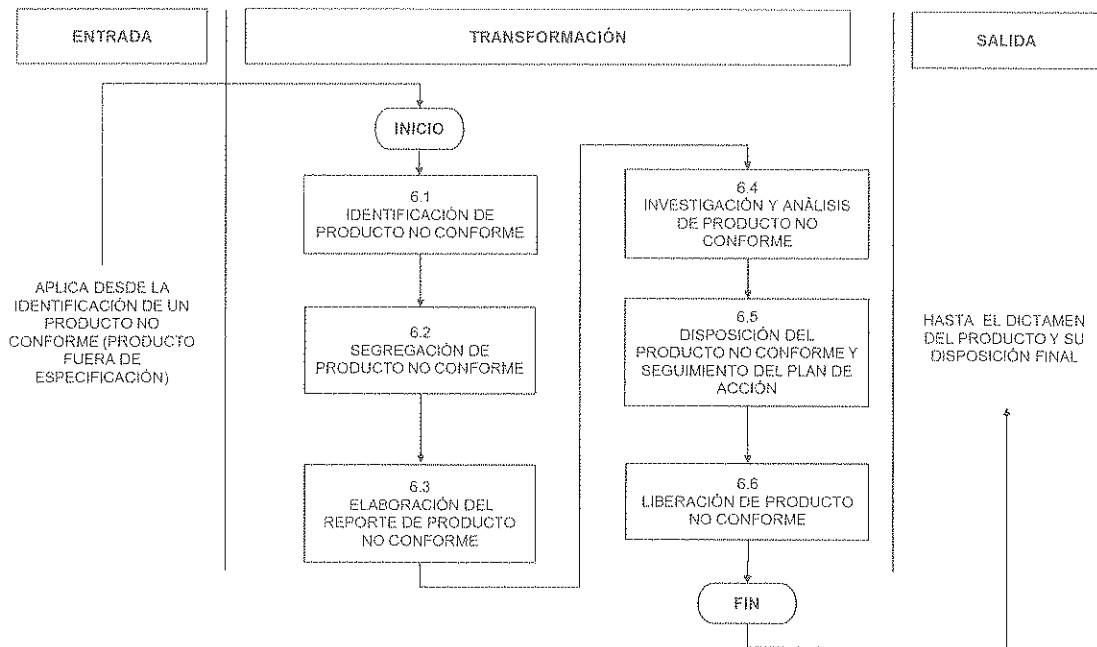 ENTRADA
TRANSFORMACIÓN
SALIDA
INICIO
6.1
IDENTIFICACIÓN DE
PRODUCTO NO CONFORME
6.2
SEGREGACIÓN DE
PRODUCTO NO CONFORME
6.3
ELABORACIÓN DEL
REPORTE DE PRODUCTO
NO CONFORME
6.4
INVESTIGACIÓN Y ANÁLISIS
DE PRODUCTO NO
CONFORME
6.5
DISPOSICIÓN DEL
PRODUCTO NO CONFORME Y
SEGUIMIENTO DEL PLAN DE
ACCIÓN
6.6
LIBERACIÓN DE PRODUCTO
NO CONFORME
FIN
APLICA DESDE LA
IDENTIFICACIÓN DE UN
PRODUCTO NO
CONFORME (PRODUCTO
FUERA DE
ESPECIFICACIÓN)
HASTA EL DICTAMEN
DEL PRODUCTO Y SU
DISPOSICIÓN FINAL